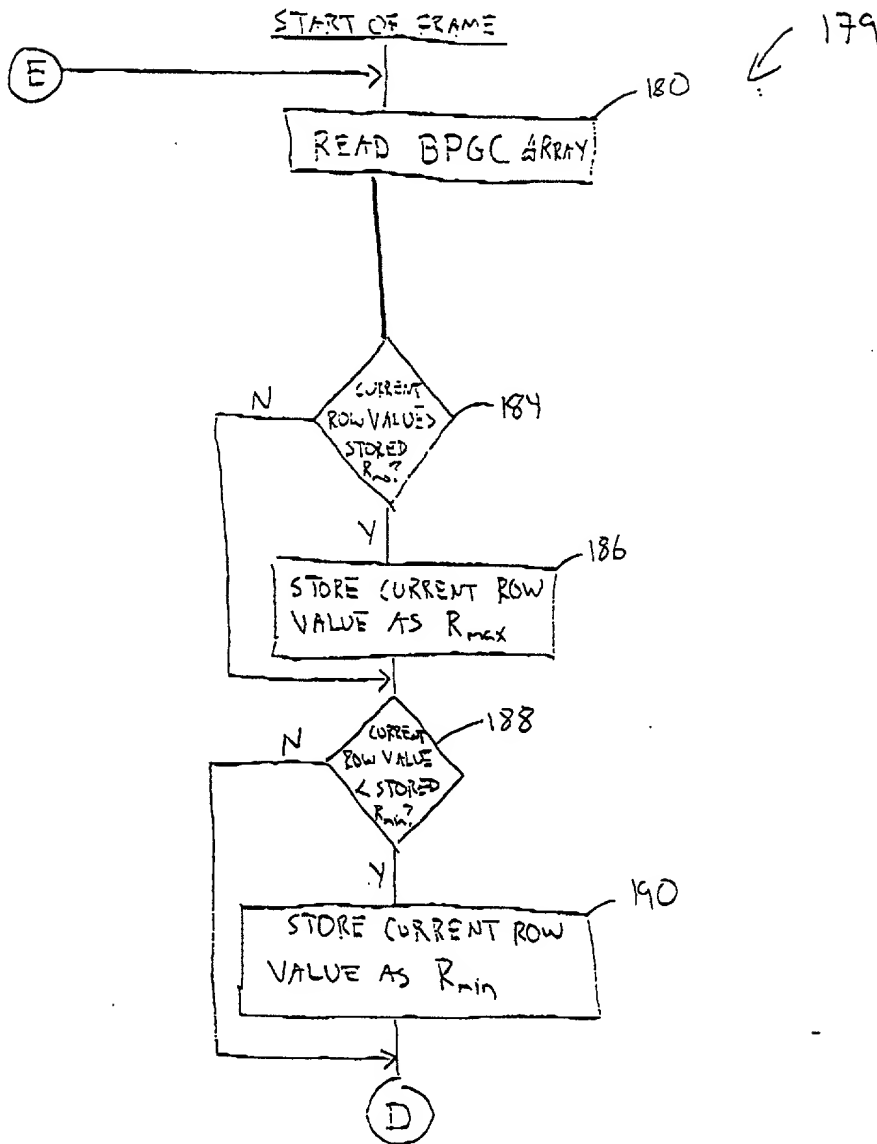 START OF FRAME
179
E
180
READ BPGC ARRAY
N
CURRENT
ROW VALUE>
STORED
184
Y
186
STORE CURRENT ROW
VALUE AS Rmax
N
CURRENT
ROW VALUE
< STORED
Rmin?
188
Y
190
STORE CURRENT ROW
VALUE AS Rmin
D